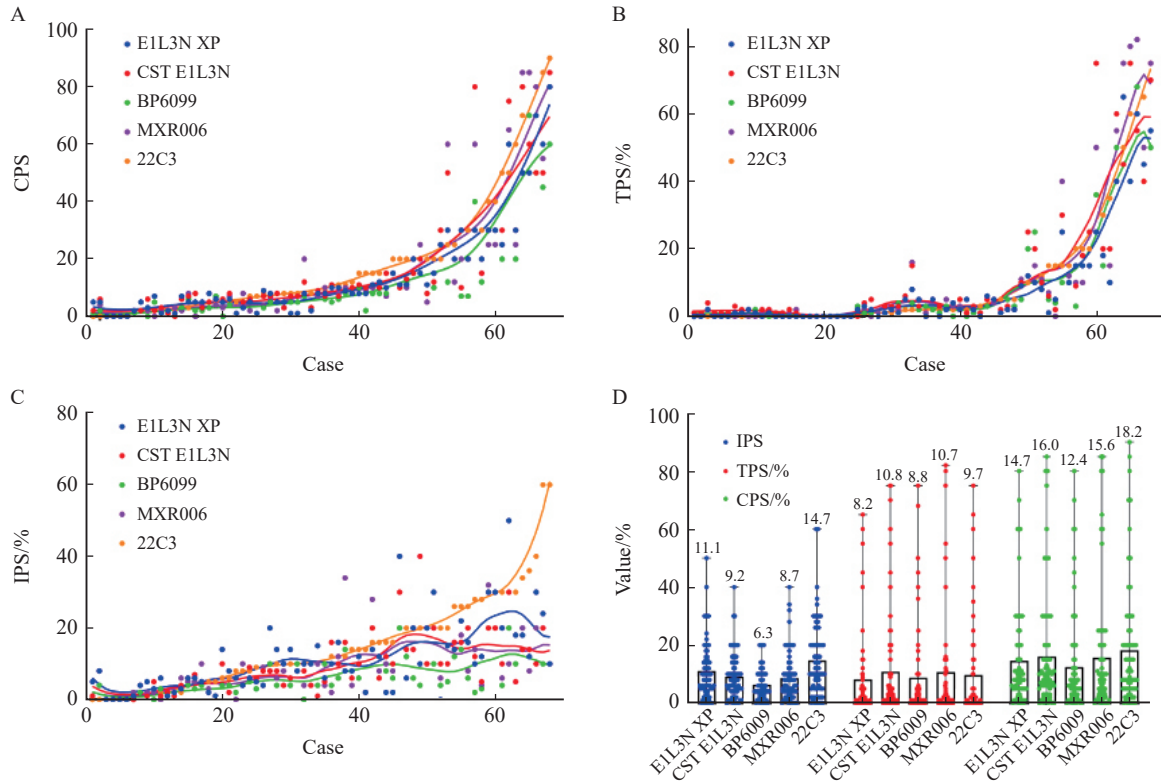 A
CPS
100
80
60
40
20
0
E1L3N XP
CST E1L3N
BP6099
MXR006
22C3
0 20 40 60
Case
B
TPS/%
80
60
40
20
0
E1L3N XP
CST E1L3N
BP6099
MXR006
22C3
0 20 40 60
Case
C
IPS/%
80
60
40
20
0
E1L3N XP
CST E1L3N
BP6099
MXR006
22C3
0 20 40 60
Case
D
Value/%
100
80
60
40
20
0
IPS
TPS/%
CPS/%
11.1 9.2 6.3 8.7 14.7 8.2 10.8 8.8 10.7 9.7 14.7 16.0 12.4 15.6 18.2
E1L3N XP CST E1L3N BP6009 MXR006 22C3 E1L3N XP CST E1L3N BP6009 MXR006 22C3 E1L3N XP CST E1L3N BP6009 MXR006 22C3